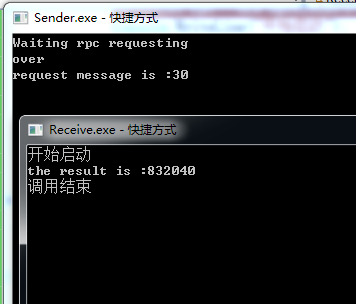 Sender.exe - 快捷方式
Waiting rpc requesting
over
request message is :30
Receive.exe - 快捷方式
开始启动
the result is :832040
调用结束